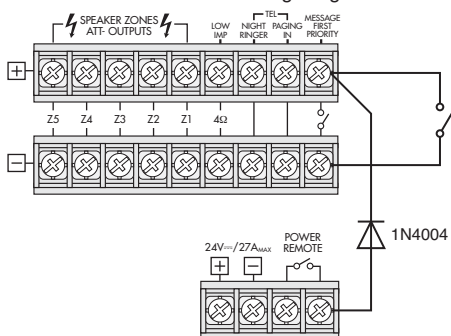 SPEAKER ZONES
ATT- OUTPUTS
LOW
IMP
TEL
NIGHT
RINGER
PAGING
IN
MESSAGE
FIRST
PRIORITY
+
Z5 Z4 Z3 Z2 Z1 4Ω
−
1N4004
24V⎓/27AMAX
POWER
REMOTE
+ −